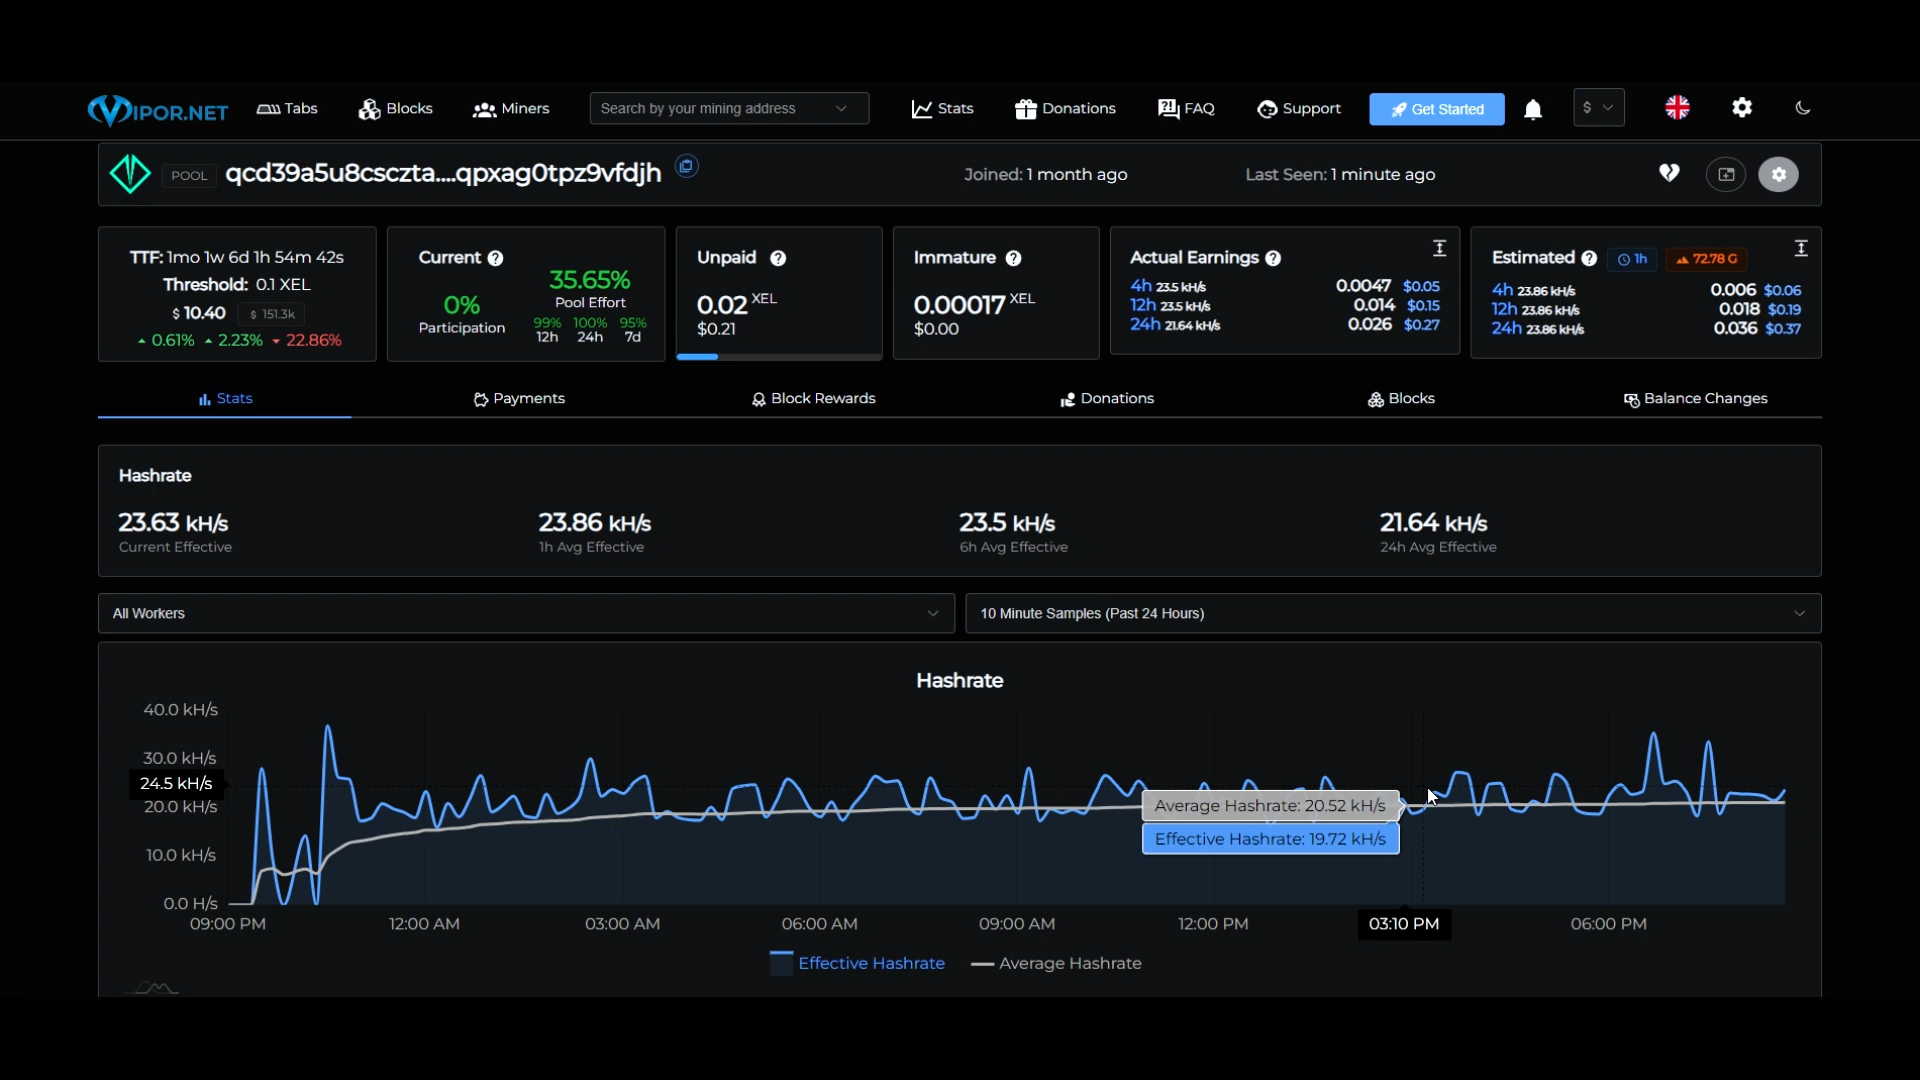 VIPOR.NET Tabs Blocks Miners Search by your mining address Stats Donations FAQ Support Get Started $
POOL qcd39a5u8csczta....qpxag0tpz9vfdjh Joined: 1 month ago Last Seen: 1 minute ago
TTF: 1mo 1w 6d 1h 54m 42s
Threshold: 0.1 XEL
$ 10.40 $ 151.3k
0.61% 2.23% 22.86%
Current
0%
Participation
35.65%
Pool Effort
99% 100% 95%
12h 24h 7d
Unpaid
0.02 XEL
$0.21
Immature
0.00017 XEL
$0.00
Actual Earnings
4h 23.5 kH/s 0.0047 $0.05
12h 23.5 kH/s 0.014 $0.15
24h 21.64 kH/s 0.026 $0.27
Estimated 1h 72.78 G
4h 23.86 kH/s 0.006 $0.06
12h 23.86 kH/s 0.018 $0.19
24h 23.86 kH/s 0.036 $0.37
Stats Payments Block Rewards Donations Blocks Balance Changes
Hashrate
23.63 kH/s 23.86 kH/s 23.5 kH/s 21.64 kH/s
Current Effective 1h Avg Effective 6h Avg Effective 24h Avg Effective
All Workers 10 Minute Samples (Past 24 Hours)
Hashrate
40.0 kH/s
30.0 kH/s
24.5 kH/s
20.0 kH/s
Average Hashrate: 20.52 kH/s
Effective Hashrate: 19.72 kH/s
10.0 kH/s
0.0 H/s
09:00 PM 12:00 AM 03:00 AM 06:00 AM 09:00 AM 12:00 PM 03:10 PM 06:00 PM
Effective Hashrate Average Hashrate